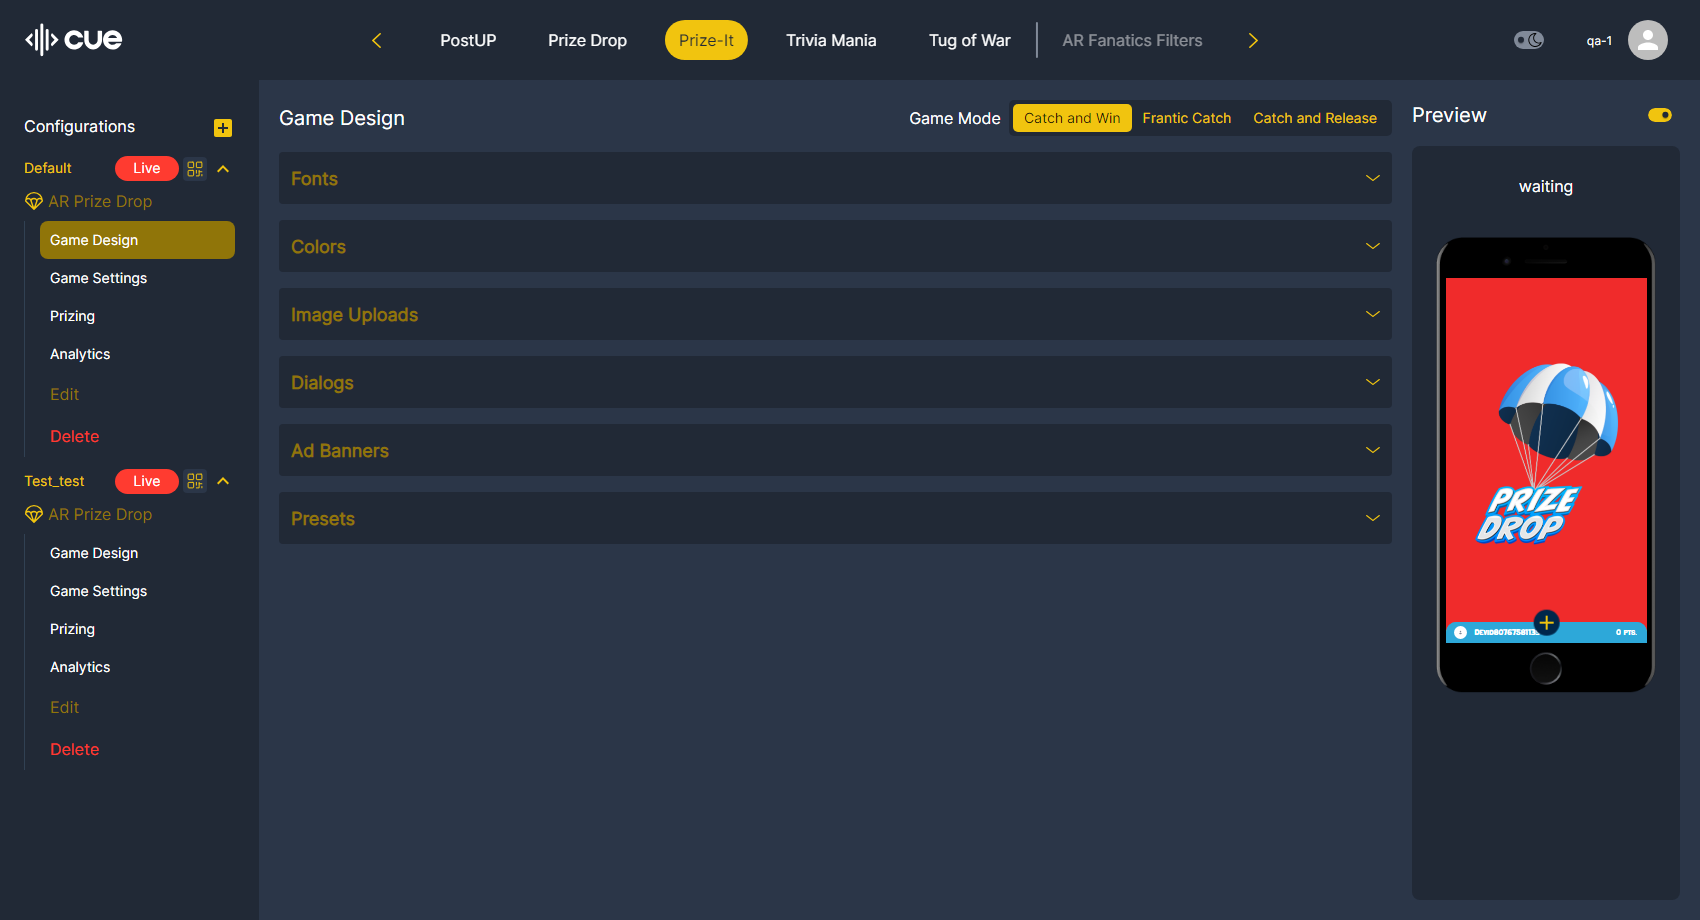 cue
PostUP
Prize Drop
Prize-It
Trivia Mania
Tug of War
AR Fanatics Filters
qa-1
Configurations
Default
Live
AR Prize Drop
Game Design
Game Settings
Prizing
Analytics
Edit
Delete
Test_test
Live
AR Prize Drop
Game Design
Game Settings
Prizing
Analytics
Edit
Delete
Game Design
Game Mode
Catch and Win
Frantic Catch
Catch and Release
Fonts
Colors
Image Uploads
Dialogs
Ad Banners
Presets
Preview
waiting
PRIZE
DROP
0 PTS.